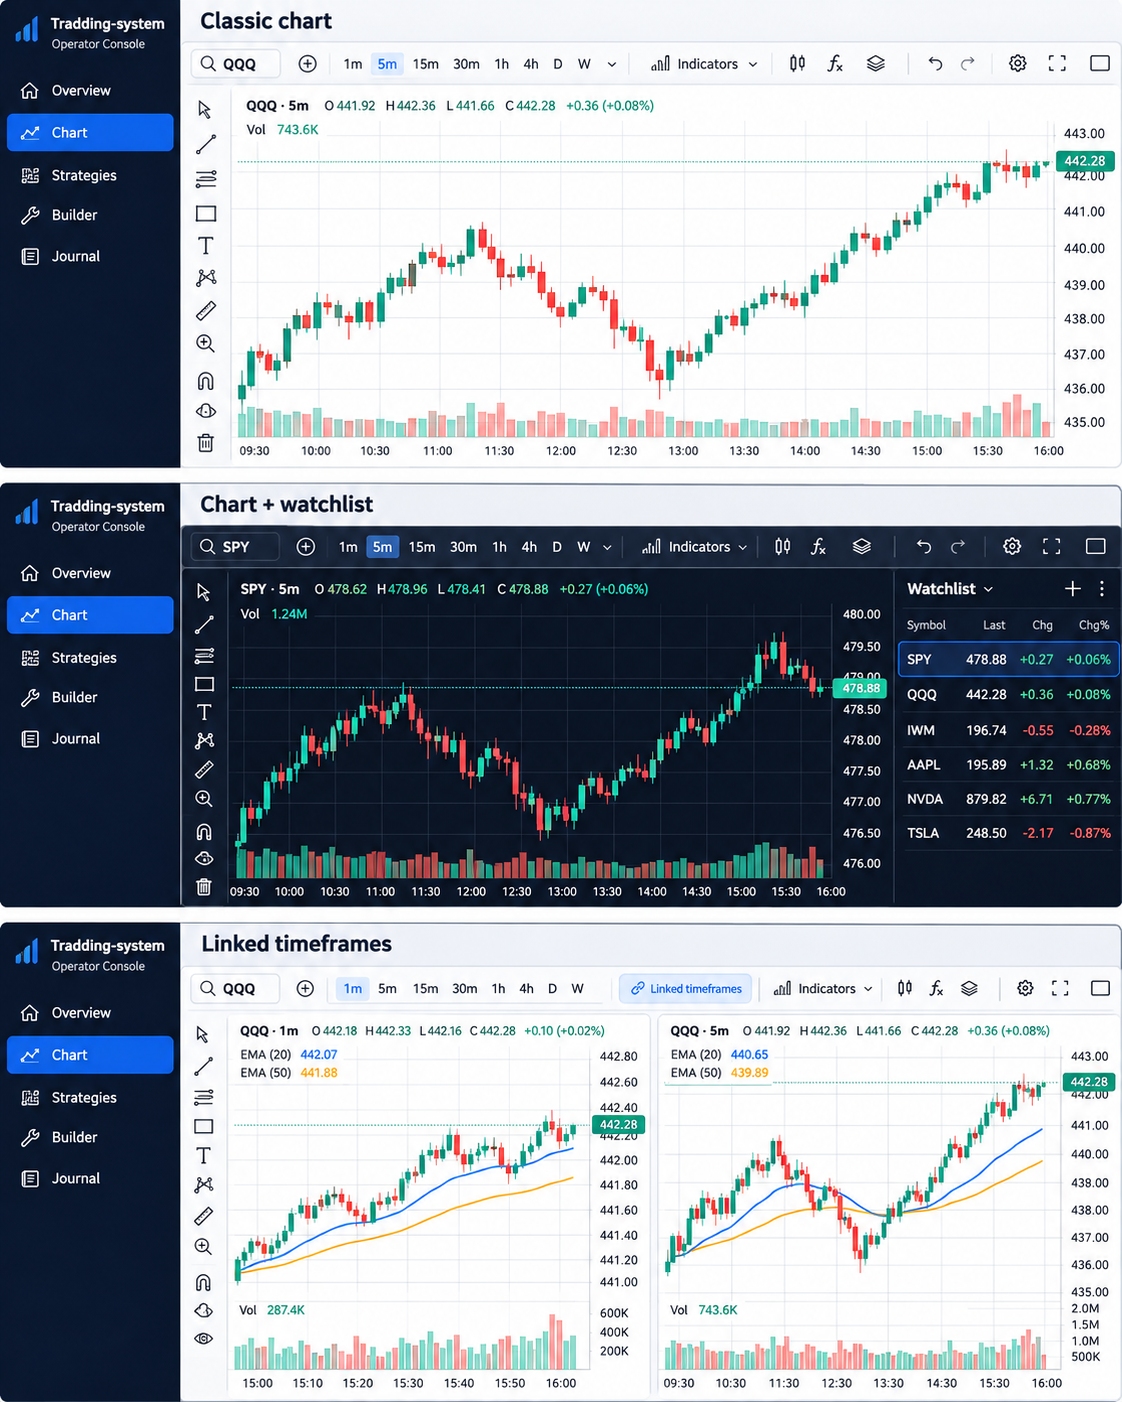 Tradding-system
Operator Console
Overview
Chart
Strategies
Builder
Journal
Classic chart
QQQ 1m 5m 15m 30m 1h 4h D W Indicators fx
QQQ · 5m O 441.92 H 442.36 L 441.66 C 442.28 +0.36 (+0.08%)
Vol 743.6K
T
443.00
442.28
442.00
441.00
440.00
439.00
438.00
437.00
436.00
435.00
09:30 10:00 10:30 11:00 11:30 12:00 12:30 13:00 13:30 14:00 14:30 15:00 15:30 16:00
Tradding-system
Operator Console
Overview
Chart
Strategies
Builder
Journal
Chart + watchlist
SPY 1m 5m 15m 30m 1h 4h D W Indicators fx
SPY · 5m O 478.62 H 478.96 L 478.41 C 478.88 +0.27 (+0.06%)
Vol 1.24M
T
480.00
479.50
479.00
478.88
478.50
478.00
477.50
477.00
476.50
476.00
09:30 10:00 10:30 11:00 11:30 12:00 12:30 13:00 13:30 14:00 14:30 15:00 15:30 16:00
Watchlist
Symbol Last Chg Chg%
SPY 478.88 +0.27 +0.06%
QQQ 442.28 +0.36 +0.08%
IWM 196.74 -0.55 -0.28%
AAPL 195.89 +1.32 +0.68%
NVDA 879.82 +6.71 +0.77%
TSLA 248.50 -2.17 -0.87%
Tradding-system
Operator Console
Overview
Chart
Strategies
Builder
Journal
Linked timeframes
QQQ 1m 5m 15m 30m 1h 4h D W Linked timeframes Indicators fx
T
QQQ · 1m O 442.18 H 442.33 L 442.16 C 442.28 +0.10 (+0.02%)
EMA (20) 442.07
EMA (50) 441.88
442.80
442.60
442.40
442.28
442.20
442.00
441.80
441.60
441.40
441.20
441.00
Vol 287.4K
600K
400K
200K
15:00 15:10 15:20 15:30 15:40 15:50 16:00
QQQ · 5m O 441.92 H 442.36 L 441.66 C 442.28 +0.36 (+0.08%)
EMA (20) 440.65
EMA (50) 439.89
443.00
442.28
442.00
441.00
440.00
439.00
438.00
437.00
436.00
435.00
Vol 743.6K
2.0M
1.5M
1.0M
500K
09:30 10:30 11:30 12:30 13:30 14:30 15:30 16:00